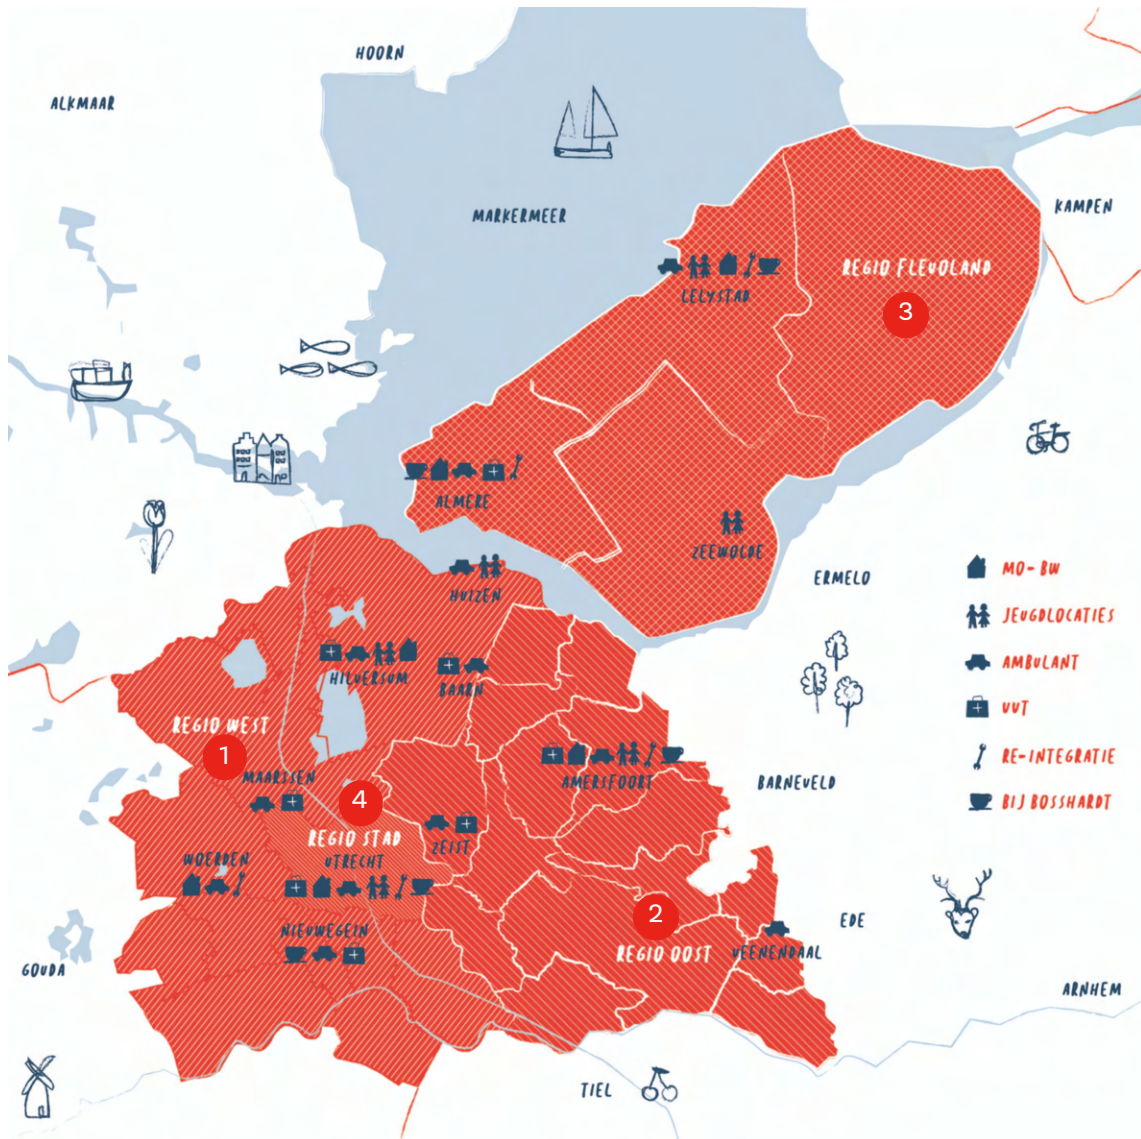 HOORN
ALKMAAR
MARKERMEER
KAMPEN
REGIO FLEVOLAND
3
LELYSTAD
ALMERE
ZEEWOLDE
ERMELO
HUIZEN
HILVERSUM
BAARN
MO-BW
JEUGDLOCATIES
AMBULANT
VVT
RE-INTEGRATIE
BIJ BOSSHARDT
REGIO WEST
1
MAARSSEN
4
REGIO STAD
UTRECHT
WOERDEN
NIEUWEGEIN
ZEIST
AMERSFOORT
BARNEVELD
2
REGIO OOST
VEENENDAAL
EDE
GOUDA
ARNHEM
TIEL